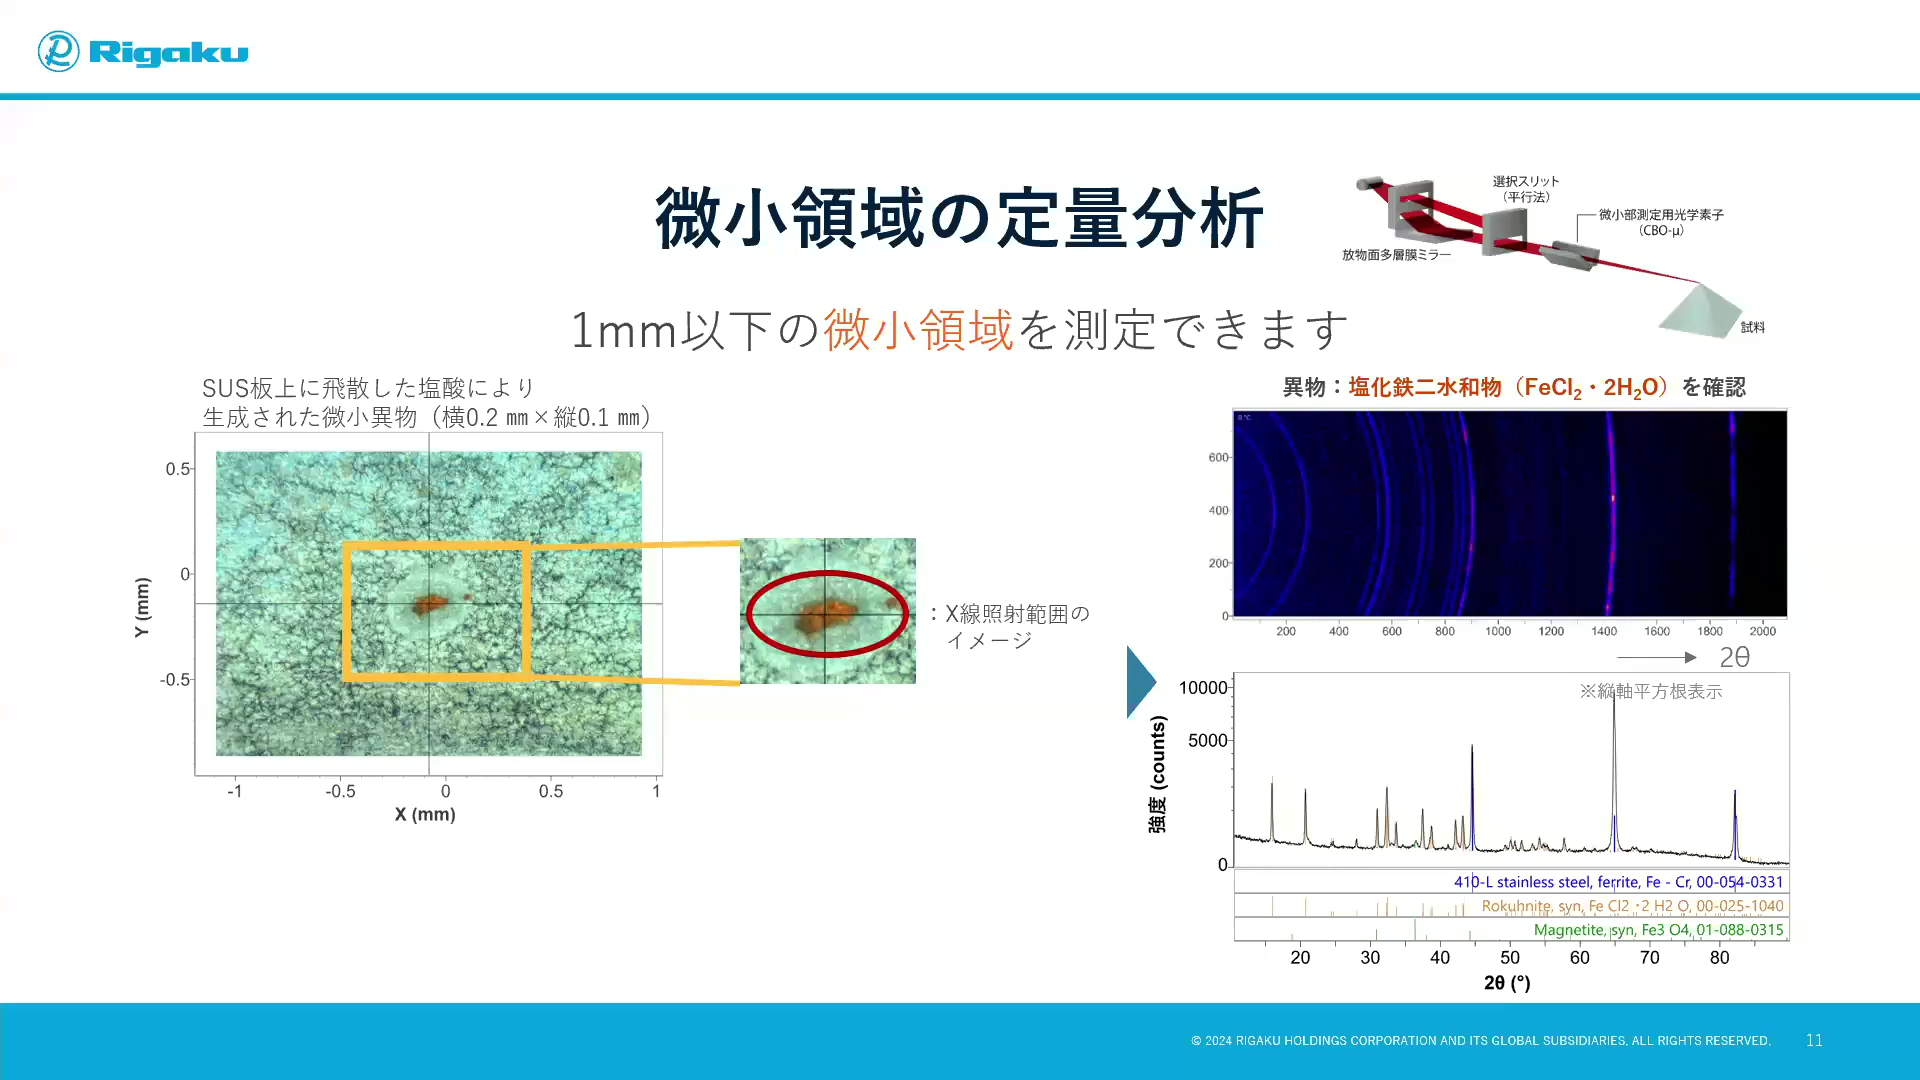 Rigaku
微小領域の定量分析
選択スリット
(平行法)
微小部測定用光学素子
(CBO-μ)
放物面多層膜ミラー
試料
1mm以下の微小領域を測定できます
SUS板上に飛散した塩酸により
生成された微小異物（横0.2 ㎜×縦0.1 ㎜）
0.5
0
-0.5
Y (mm)
-1
-0.5
0
0.5
1
X (mm)
：X線照射範囲の
イメージ
異物：塩化鉄二水和物（FeCl2・2H2O）を確認
600
400
200
0
200
400
600
800
1000
1200
1400
1600
1800
2000
2θ
※縦軸平方根表示
10000
5000
0
強度 (counts)
410-L stainless steel, ferrite, Fe - Cr, 00-054-0331
Rokuhnite, syn, Fe Cl2 ･2 H2 O, 00-025-1040
Magnetite, syn, Fe3 O4, 01-088-0315
20
30
40
50
60
70
80
2θ (°)
© 2024 RIGAKU HOLDINGS CORPORATION AND ITS GLOBAL SUBSIDIARIES. ALL RIGHTS RESERVED.
11